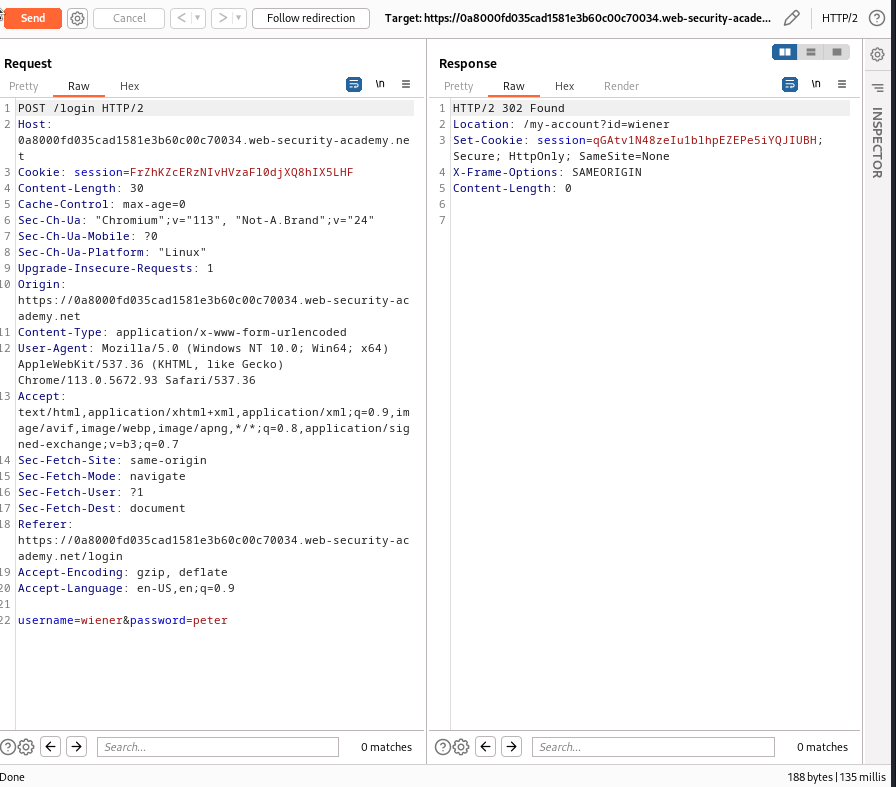 Send
Cancel
<
>
Follow redirection
Target: https://0a8000fd035cad1581e3b60c00c70034.web-security-acade...
HTTP/2
?
Request
Pretty
Raw
Hex
\n
1 POST /login HTTP/2
2 Host:
0a8000fd035cad1581e3b60c00c70034.web-security-academy.ne
t
3 Cookie: session=FrZhKZcERzNIvHVzaFl0djXQ8hIX5LHF
4 Content-Length: 30
5 Cache-Control: max-age=0
6 Sec-Ch-Ua: "Chromium";v="113", "Not-A.Brand";v="24"
7 Sec-Ch-Ua-Mobile: ?0
8 Sec-Ch-Ua-Platform: "Linux"
9 Upgrade-Insecure-Requests: 1
10 Origin:
https://0a8000fd035cad1581e3b60c00c70034.web-security-ac
ademy.net
11 Content-Type: application/x-www-form-urlencoded
12 User-Agent: Mozilla/5.0 (Windows NT 10.0; Win64; x64)
AppleWebKit/537.36 (KHTML, like Gecko)
Chrome/113.0.5672.93 Safari/537.36
13 Accept:
text/html,application/xhtml+xml,application/xml;q=0.9,im
age/avif,image/webp,image/apng,*/*;q=0.8,application/sig
ned-exchange;v=b3;q=0.7
14 Sec-Fetch-Site: same-origin
15 Sec-Fetch-Mode: navigate
16 Sec-Fetch-User: ?1
17 Sec-Fetch-Dest: document
18 Referer:
https://0a8000fd035cad1581e3b60c00c70034.web-security-ac
ademy.net/login
19 Accept-Encoding: gzip, deflate
20 Accept-Language: en-US,en;q=0.9
21
22 username=wiener&password=peter
?
Search...
0 matches
Response
Pretty
Raw
Hex
Render
\n
1 HTTP/2 302 Found
2 Location: /my-account?id=wiener
3 Set-Cookie: session=qGAtv1N48zeIu1blhpEZEPe5iYQJIUBH;
Secure; HttpOnly; SameSite=None
4 X-Frame-Options: SAMEORIGIN
5 Content-Length: 0
6
7
?
Search...
0 matches
INSPECTOR
Done
188 bytes | 135 millis